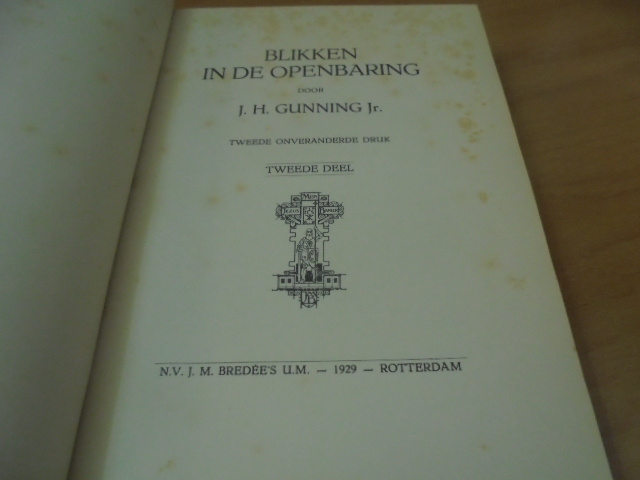 BLIKKEN
IN DE OPENBARING
DOOR
J. H. GUNNING Jr.
TWEEDE ONVERANDERDE DRUK
TWEEDE DEEL
N.V. J. M. BREDÉE'S U.M. — 1929 — ROTTERDAM